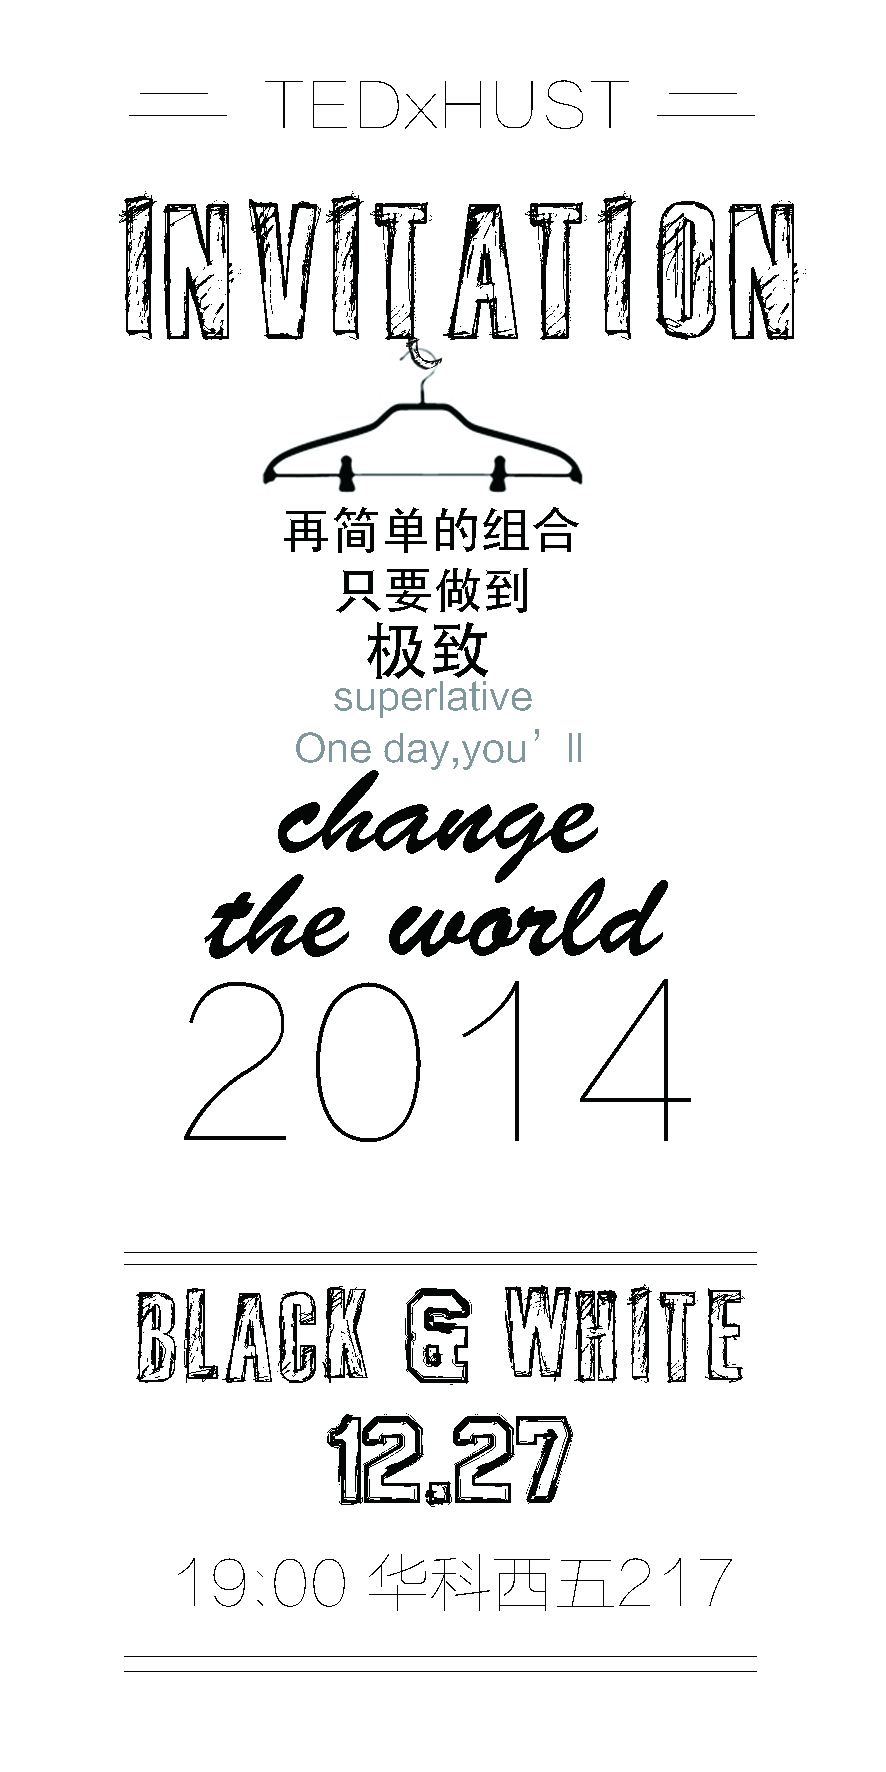 TEDxHUST
INVITATION
再简单的组合
只要做到
极致
superlative
One day,you’ll
change
the world
2014
BLACK & WHITE
12.27
19:00 华科西五217